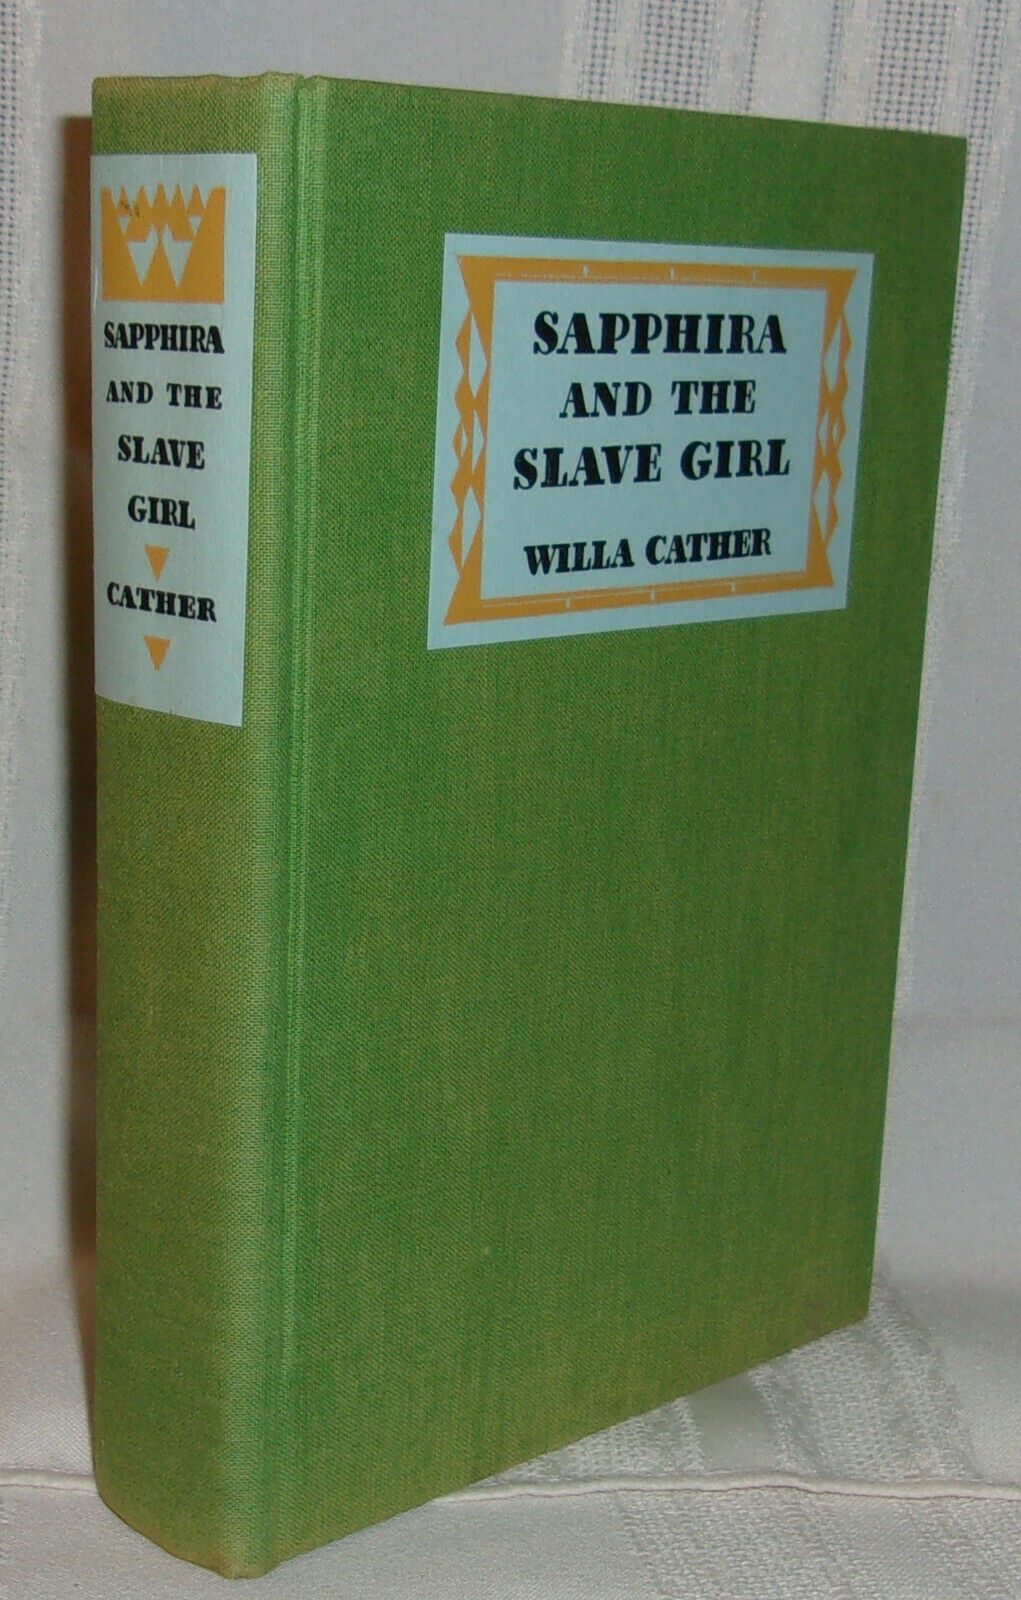 SAPPHIRA
AND THE
SLAVE
GIRL
CATHER
SAPPHIRA
AND THE
SLAVE GIRL
WILLA CATHER